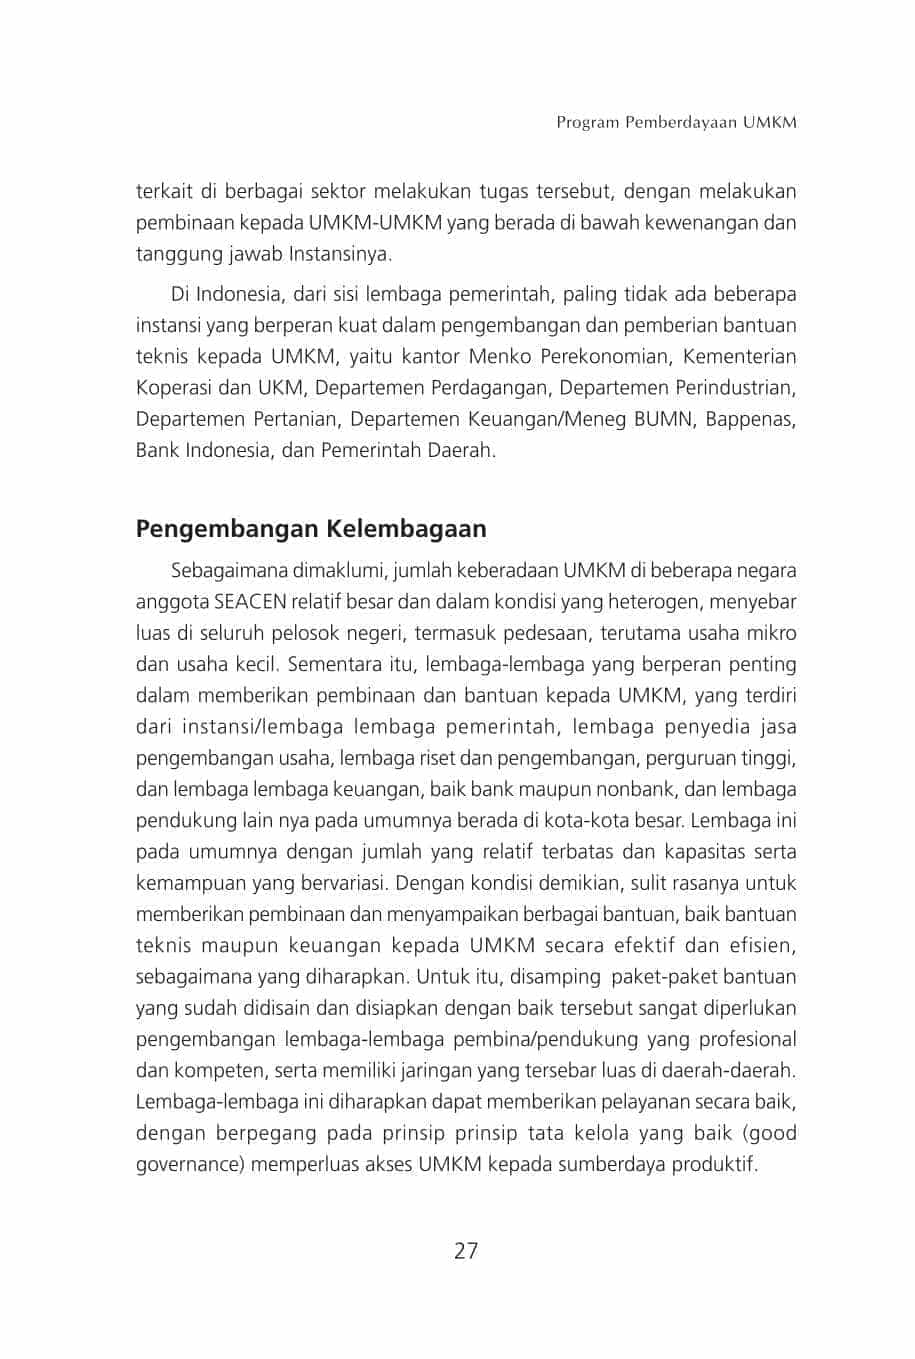 Program Pemberdayaan UMKM
terkait di berbagai sektor melakukan tugas tersebut, dengan melakukan
pembinaan kepada UMKM-UMKM yang berada di bawah kewenangan dan
tanggung jawab Instansinya.
Di Indonesia, dari sisi lembaga pemerintah, paling tidak ada beberapa
instansi yang berperan kuat dalam pengembangan dan pemberian bantuan
teknis kepada UMKM, yaitu kantor Menko Perekonomian, Kementerian
Koperasi dan UKM, Departemen Perdagangan, Departemen Perindustrian,
Departemen Pertanian, Departemen Keuangan/Meneg BUMN, Bappenas,
Bank Indonesia, dan Pemerintah Daerah.
Pengembangan Kelembagaan
Sebagaimana dimaklumi, jumlah keberadaan UMKM di beberapa negara
anggota SEACEN relatif besar dan dalam kondisi yang heterogen, menyebar
luas di seluruh pelosok negeri, termasuk pedesaan, terutama usaha mikro
dan usaha kecil. Sementara itu, lembaga-lembaga yang berperan penting
dalam memberikan pembinaan dan bantuan kepada UMKM, yang terdiri
dari instansi/lembaga lembaga pemerintah, lembaga penyedia jasa
pengembangan usaha, lembaga riset dan pengembangan, perguruan tinggi,
dan lembaga lembaga keuangan, baik bank maupun nonbank, dan lembaga
pendukung lain nya pada umumnya berada di kota-kota besar. Lembaga ini
pada umumnya dengan jumlah yang relatif terbatas dan kapasitas serta
kemampuan yang bervariasi. Dengan kondisi demikian, sulit rasanya untuk
memberikan pembinaan dan menyampaikan berbagai bantuan, baik bantuan
teknis maupun keuangan kepada UMKM secara efektif dan efisien,
sebagaimana yang diharapkan. Untuk itu, disamping  paket-paket bantuan
yang sudah didisain dan disiapkan dengan baik tersebut sangat diperlukan
pengembangan lembaga-lembaga pembina/pendukung yang profesional
dan kompeten, serta memiliki jaringan yang tersebar luas di daerah-daerah.
Lembaga-lembaga ini diharapkan dapat memberikan pelayanan secara baik,
dengan berpegang pada prinsip prinsip tata kelola yang baik (good
governance) memperluas akses UMKM kepada sumberdaya produktif.
27